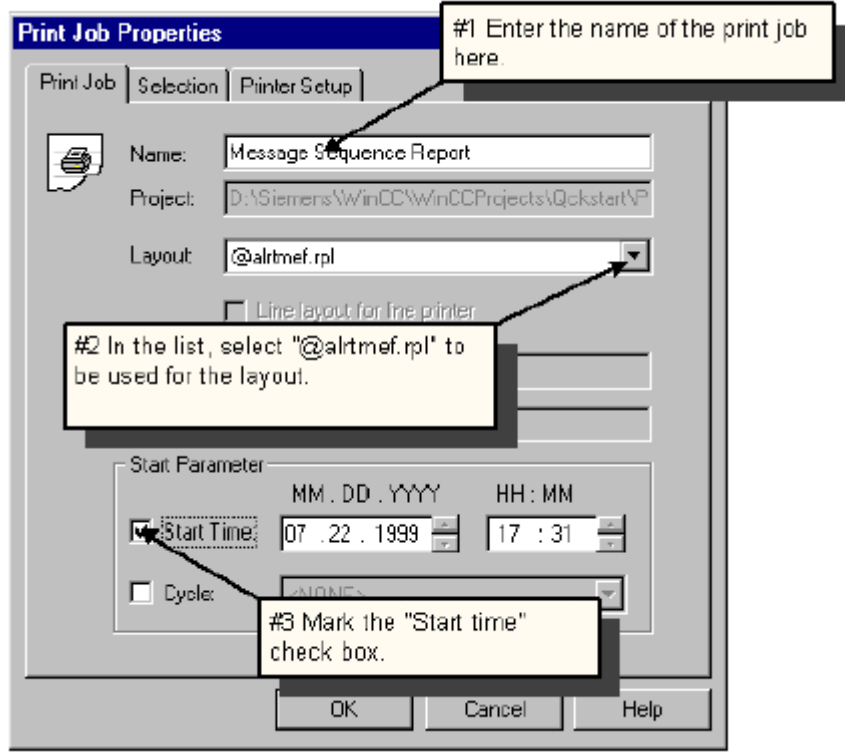 Print Job Properties
#1 Enter the name of the print job
here.
Print Job
Selection
Printer Setup
Name:
Message Sequence Report
Project:
D:\Siemens\WinCC\WinCCProjects\Qckstart\P
Layout:
@alrtmef.rpl
Line layout for line printer
#2 In the list, select "@alrtmef.rpl" to
be used for the layout.
Start Parameter
MM . DD . YYYY
HH : MM
Start Time:
07 . 22 . 1999
17 : 31
Cycle:
<NONE>
#3 Mark the "Start time"
check box.
OK
Cancel
Help